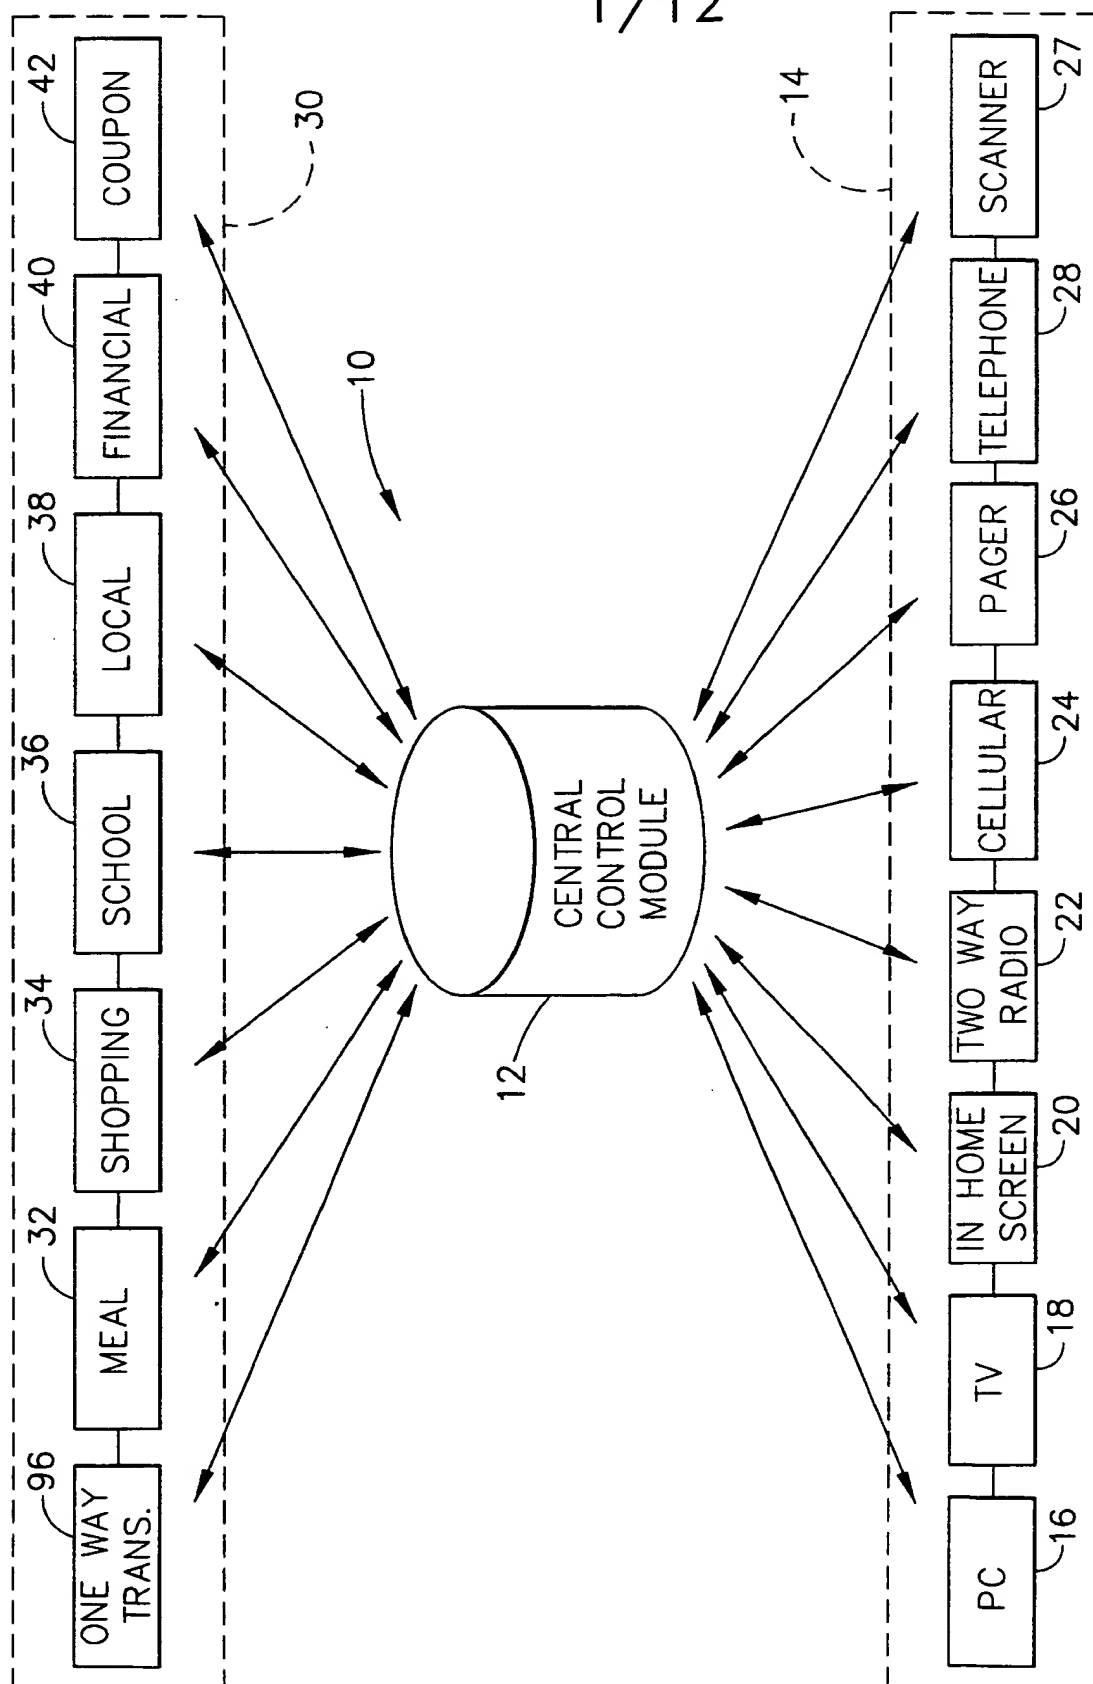 1/12
96
ONE WAY
TRANS.
32
MEAL
34
SHOPPING
36
SCHOOL
38
LOCAL
40
FINANCIAL
42
COUPON
30
10
12
CENTRAL
CONTROL
MODULE
14
PC
16
TV
18
IN HOME
SCREEN
20
TWO WAY
RADIO
22
CELLULAR
24
PAGER
26
TELEPHONE
28
SCANNER
27